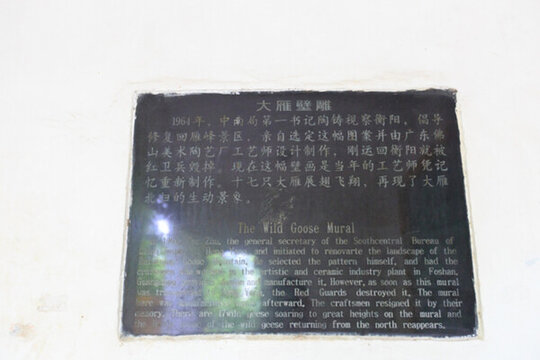 大雁壁雕
1964年，中南局第一书记陶铸视察衡阳，倡导
修复回雁峰景区，亲自选定这幅图案并由广东佛
山美术陶艺厂工艺师设计制作，刚运回衡阳就被
红卫兵毁掉。现在这幅壁画是当年的工艺师凭记
忆重新制作。十七只大雁展翅飞翔，再现了大雁
北归的生动景象。
The Wild Goose Mural
Zhu, the general secretary of the Southcentral Bureau of
and initiated to renovarte the landscape of the
selected the pattern himself, and had the
artistic and ceramic industry plant in Foshan,
and manufacture it. However, as soon as this mural
was the Red Guards destroyed it, The mural
The craftsmen resigned it by their
geese soaring to great heights on the mural and
the of the wild geese returning from the north reappears.